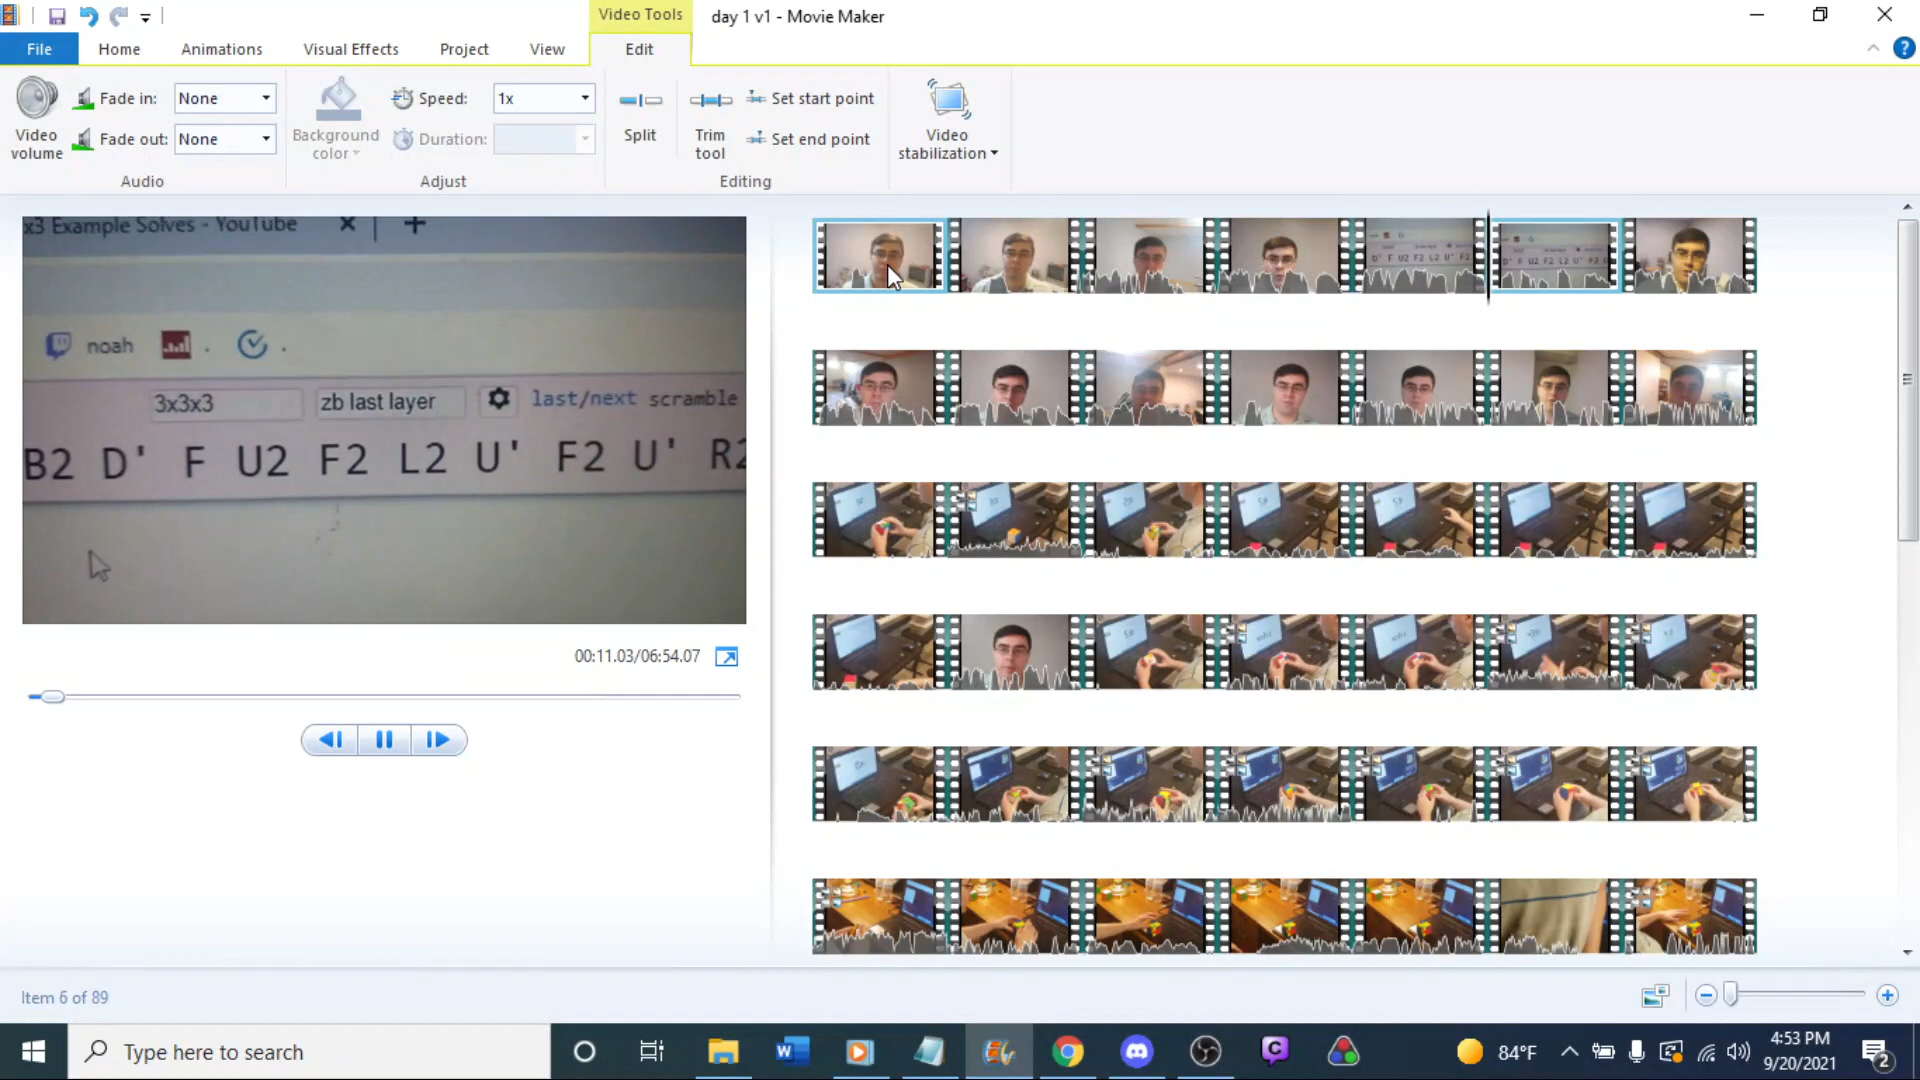 Video Tools
day 1 v1 - Movie Maker
File
Home
Animations
Visual Effects
Project
View
Edit
Video volume
Fade in:
None
Fade out:
None
Audio
Background color
Speed:
1x
Duration:
Adjust
Split
Trim tool
Set start point
Set end point
Editing
Video stabilization
x3 Example Solves - YouTube
noah
3x3x3
zb last layer
last/next scramble
B2 D' F U2 F2 L2 U' F2 U' R2
00:11.03/06:54.07
Item 6 of 89
Type here to search
84°F
4:53 PM
9/20/2021
2